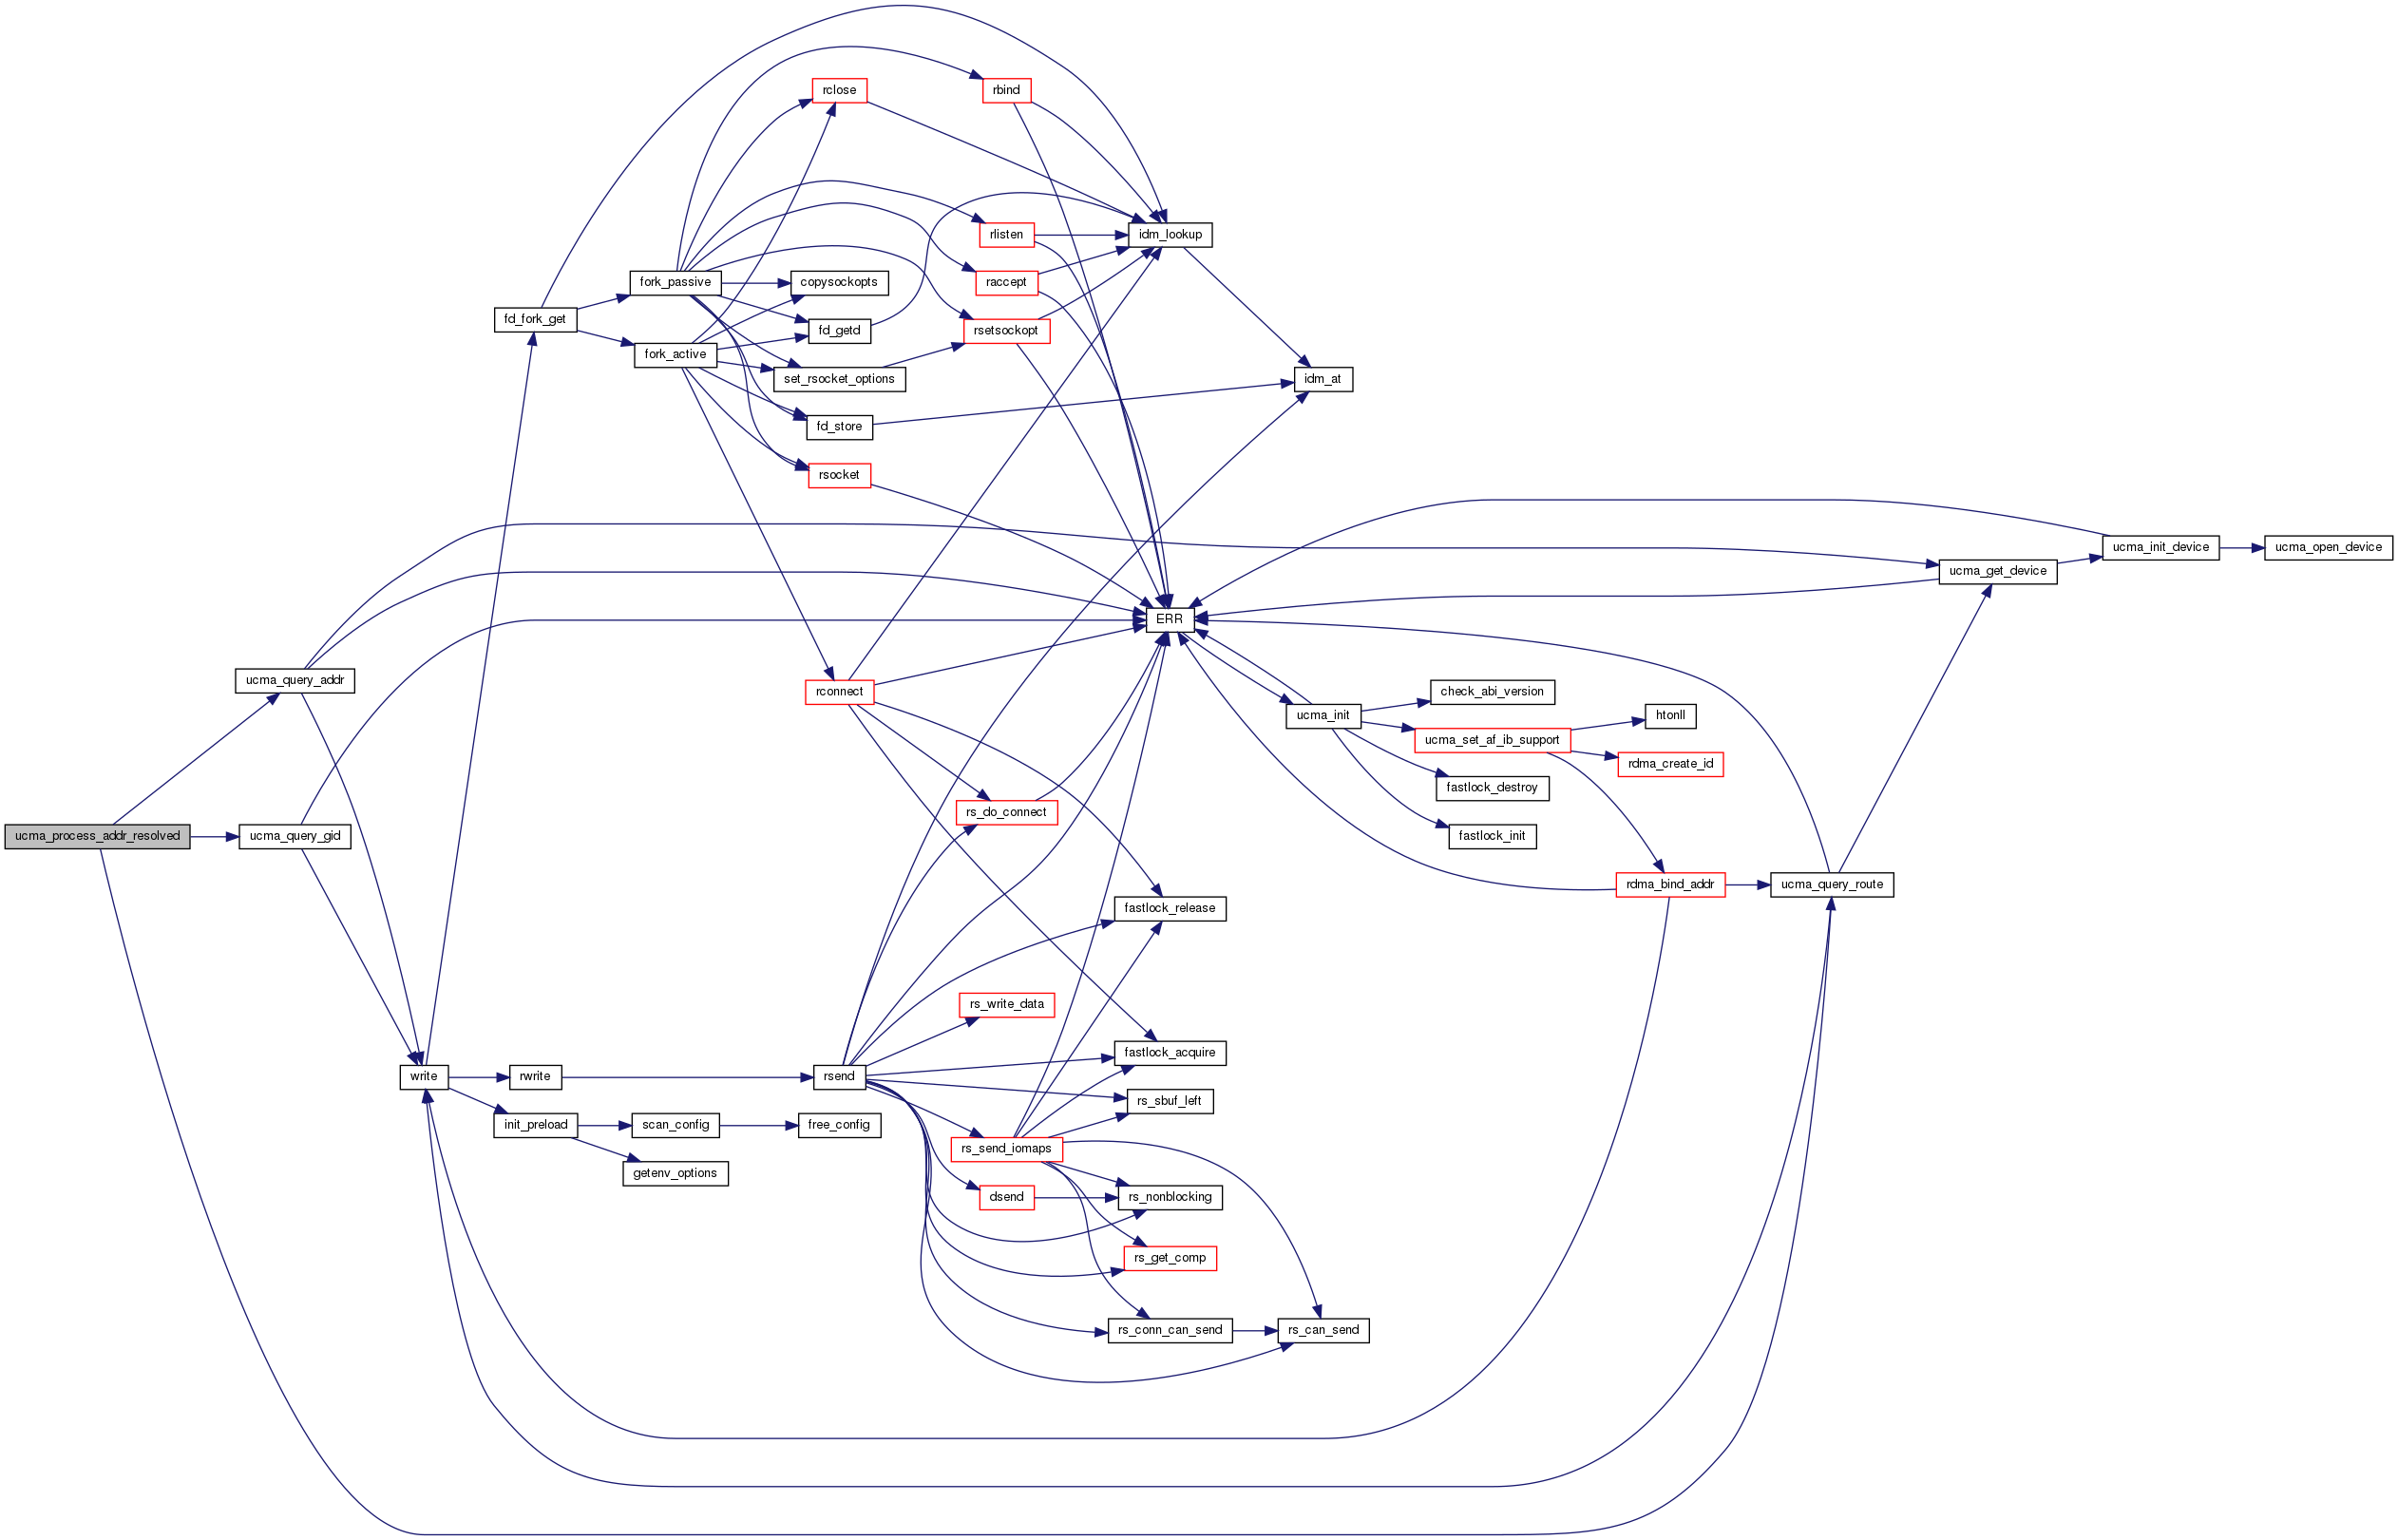 rclose
rbind
rlisten
idm_lookup
fork_passive
copysockopts
raccept
fd_fork_get
fd_getd
rsetsockopt
fork_active
set_rsocket_options
idm_at
fd_store
rsocket
ucma_init_device
ucma_open_device
ucma_get_device
ERR
ucma_query_addr
rconnect
check_abi_version
ucma_init
htonll
ucma_set_af_ib_support
rdma_create_id
fastlock_destroy
rs_do_connect
ucma_process_addr_resolved
ucma_query_gid
fastlock_init
rdma_bind_addr
ucma_query_route
fastlock_release
rs_write_data
fastlock_acquire
write
rwrite
rsend
rs_sbuf_left
init_preload
scan_config
free_config
rs_send_iomaps
getenv_options
dsend
rs_nonblocking
rs_get_comp
rs_conn_can_send
rs_can_send